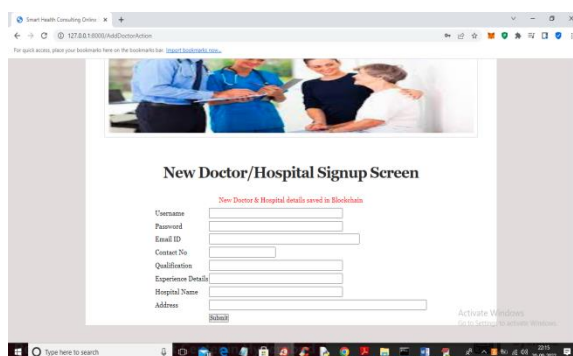 Smart Health Consulting Online
127.0.0.1:8000/AddDoctorAction
For quick access, place your bookmarks here on the bookmarks bar. Import bookmarks now...
New Doctor/Hospital Signup Screen
New Doctor & Hospital details saved in Blockchain
Username
Password
Email ID
Contact No
Qualification
Experience Details
Hospital Name
Address
Submit
Activate Windows
Go to Settings to activate Windows.
Type here to search
22:15